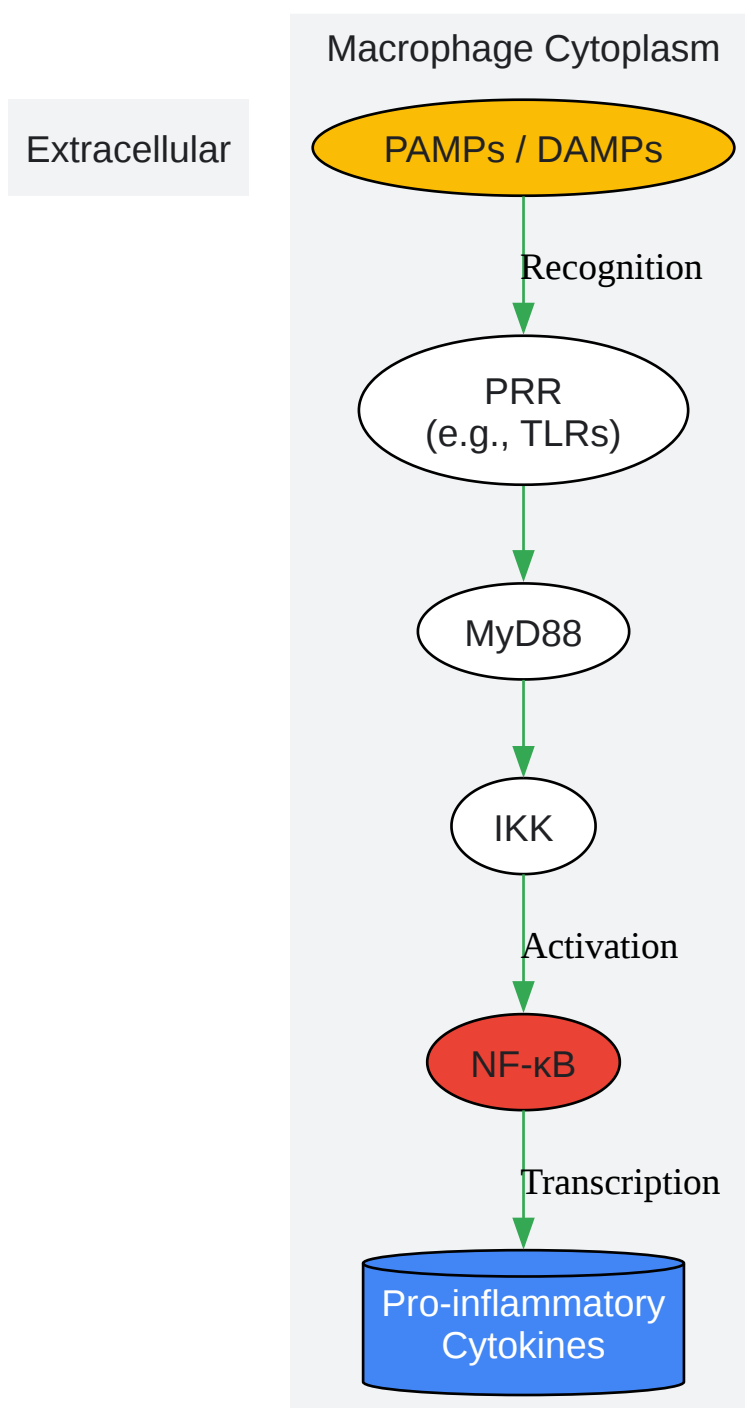 Macrophage Cytoplasm
Extracellular
PAMPs / DAMPs
Recognition
PRR
(e.g., TLRs)
MyD88
IKK
Activation
NF-κB
Transcription
Pro-inflammatory
Cytokines